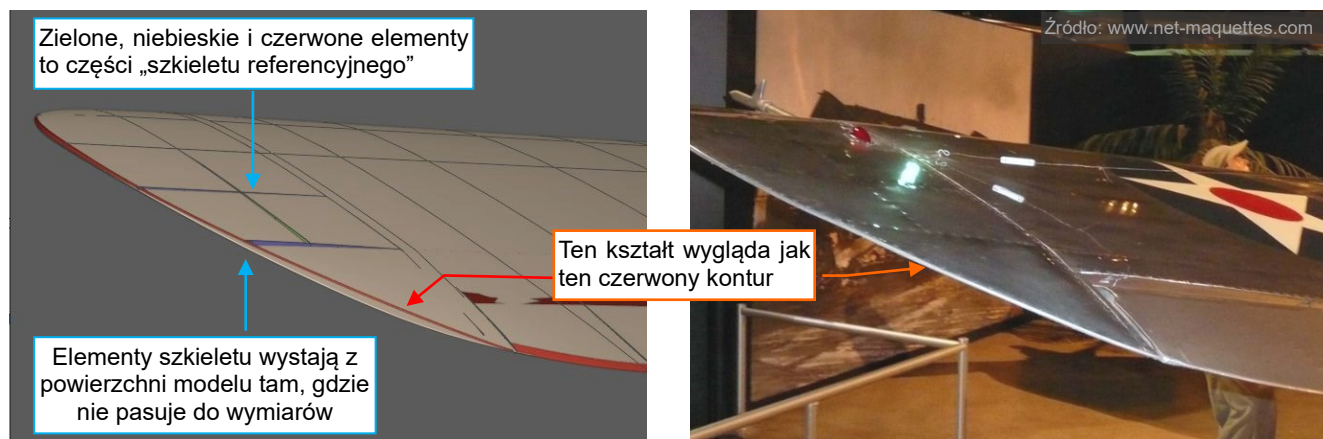 Zielone, niebieskie i czerwone elementy
to części „szkieletu referencyjnego”
Źródło: www.net-maquettes.com
Ten kształt wygląda jak
ten czerwony kontur
Elementy szkieletu wystają z
powierzchni modelu tam, gdzie
nie pasuje do wymiarów